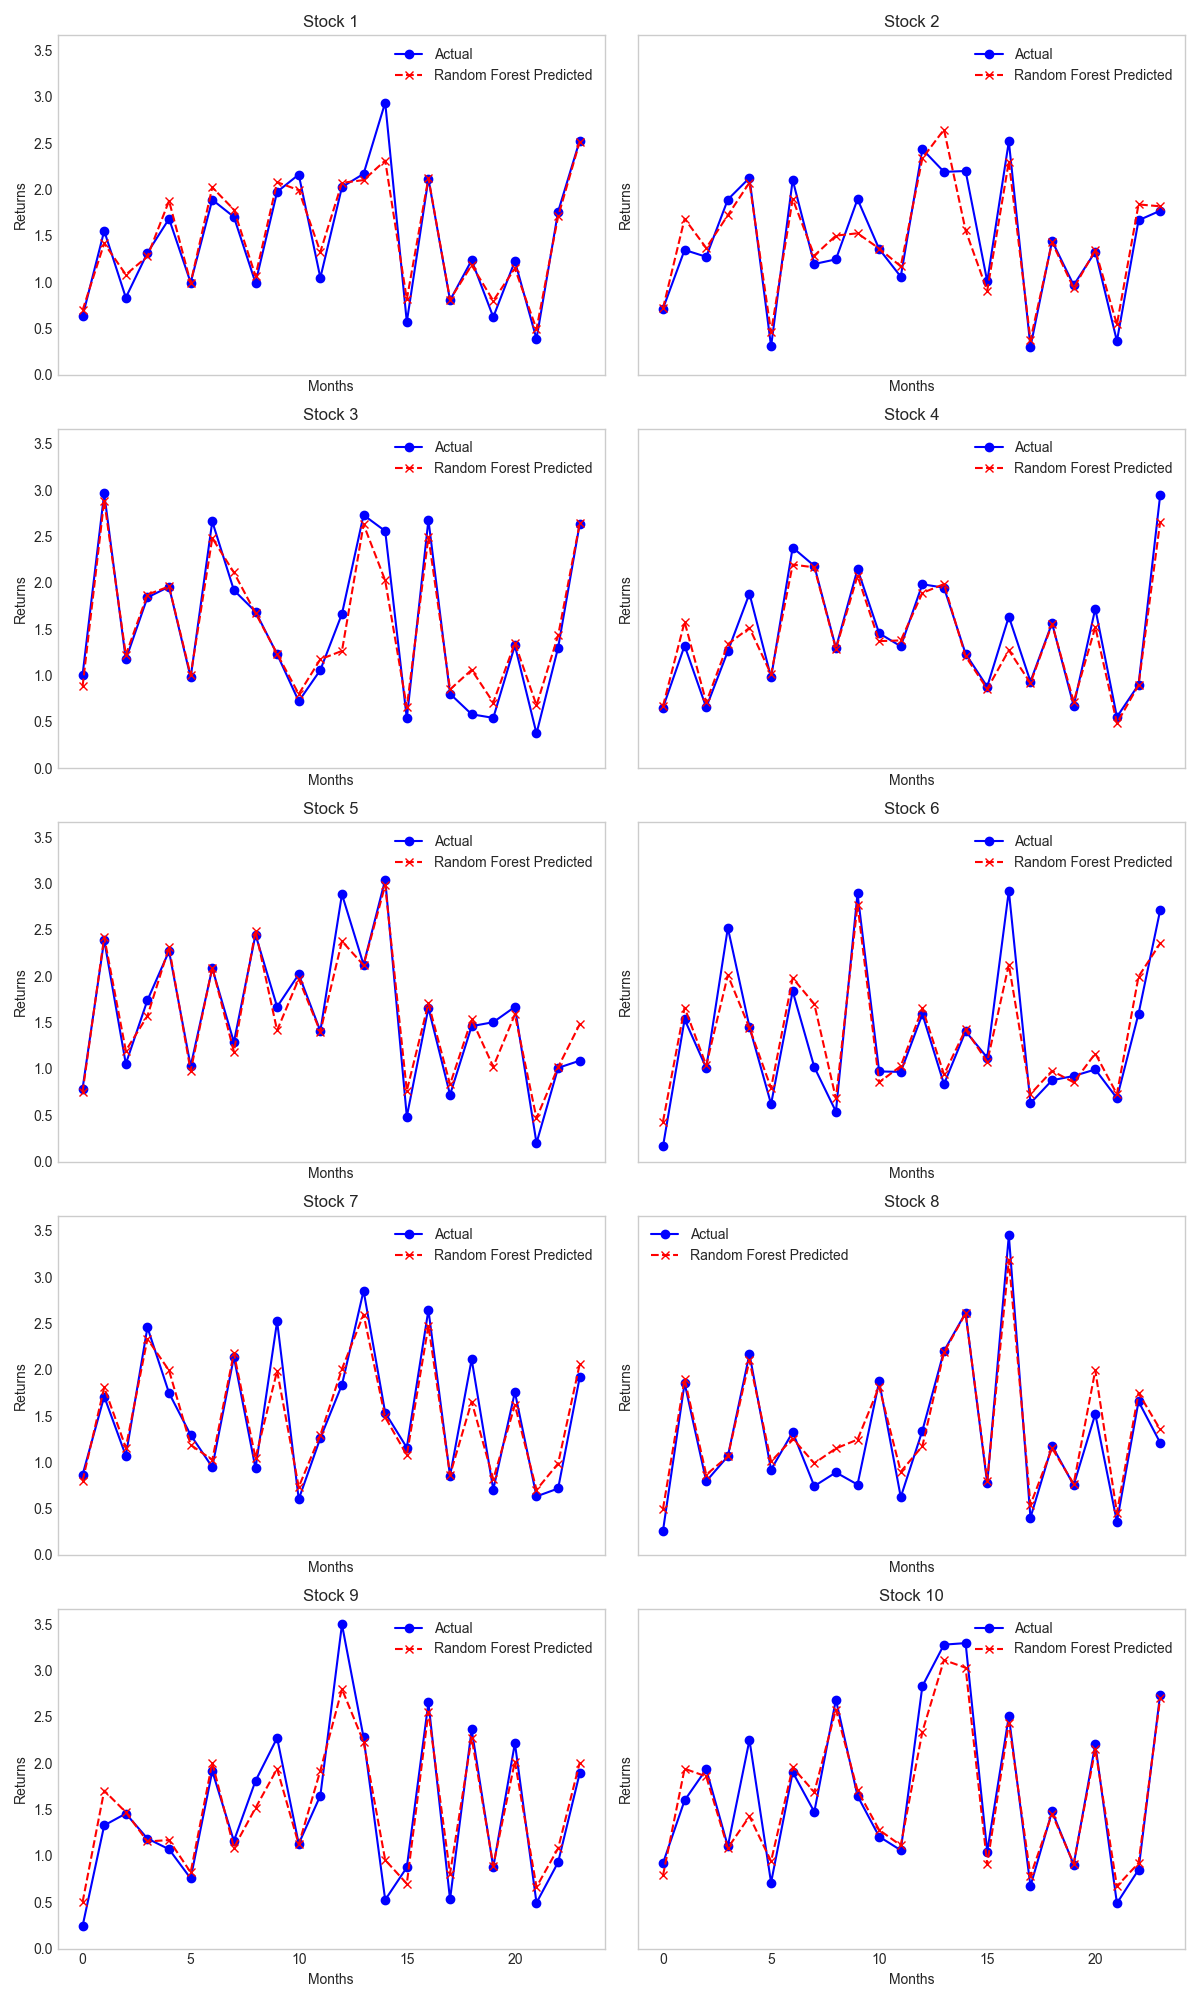 Stock 1
Stock 2
3.5
3.0
2.5
2.0
1.5
1.0
0.5
0.0
Returns
Actual
Random Forest Predicted
Months
Returns
Actual
Random Forest Predicted
Months
Stock 3
Stock 4
3.5
3.0
2.5
2.0
1.5
1.0
0.5
0.0
Returns
Actual
Random Forest Predicted
Months
Returns
Actual
Random Forest Predicted
Months
Stock 5
Stock 6
3.5
3.0
2.5
2.0
1.5
1.0
0.5
0.0
Returns
Actual
Random Forest Predicted
Months
Returns
Actual
Random Forest Predicted
Months
Stock 7
Stock 8
3.5
3.0
2.5
2.0
1.5
1.0
0.5
0.0
Returns
Actual
Random Forest Predicted
Months
Returns
Actual
Random Forest Predicted
Months
Stock 9
Stock 10
3.5
3.0
2.5
2.0
1.5
1.0
0.5
0.0
Returns
Actual
Random Forest Predicted
0 5 10 15 20
Months
Returns
Actual
Random Forest Predicted
0 5 10 15 20
Months